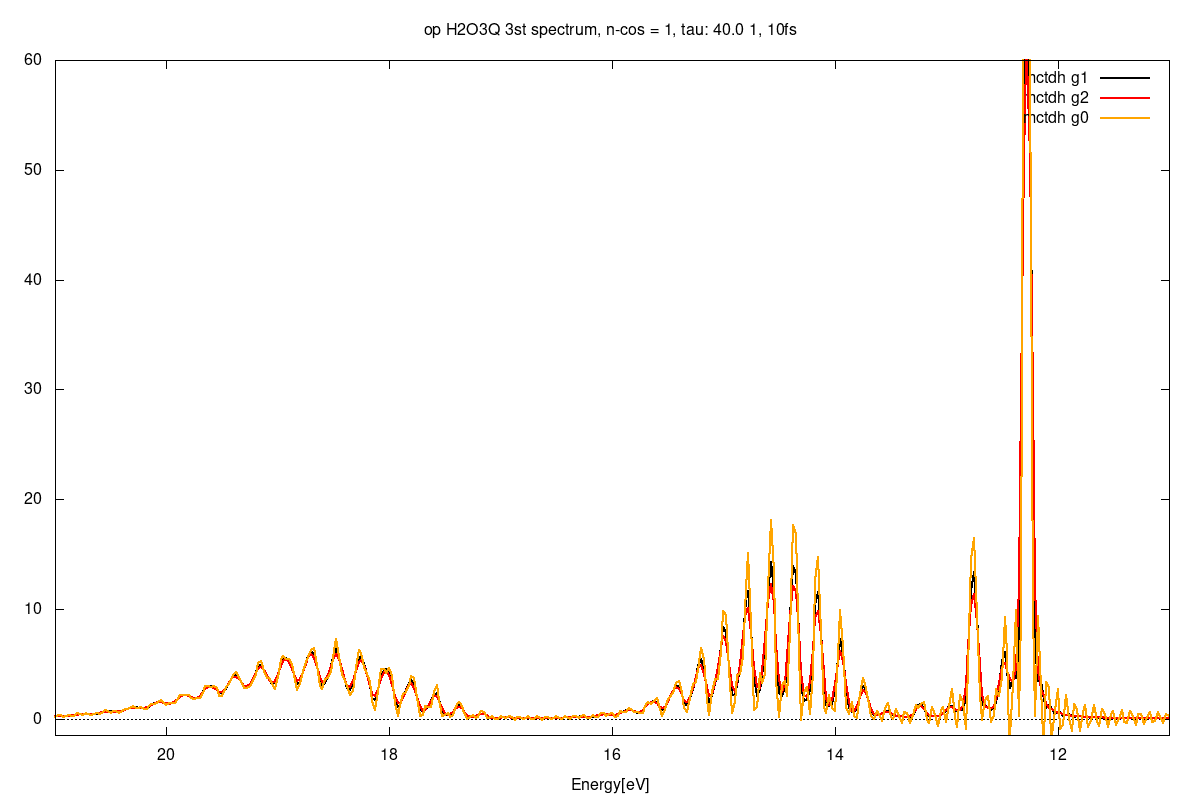 op H2O3Q 3st spectrum, n-cos = 1, tau: 40.0 1, 10fs
60
50
40
30
20
10
0
mctdh g1
mctdh g2
mctdh g0
20 18 16 14 12
Energy[eV]